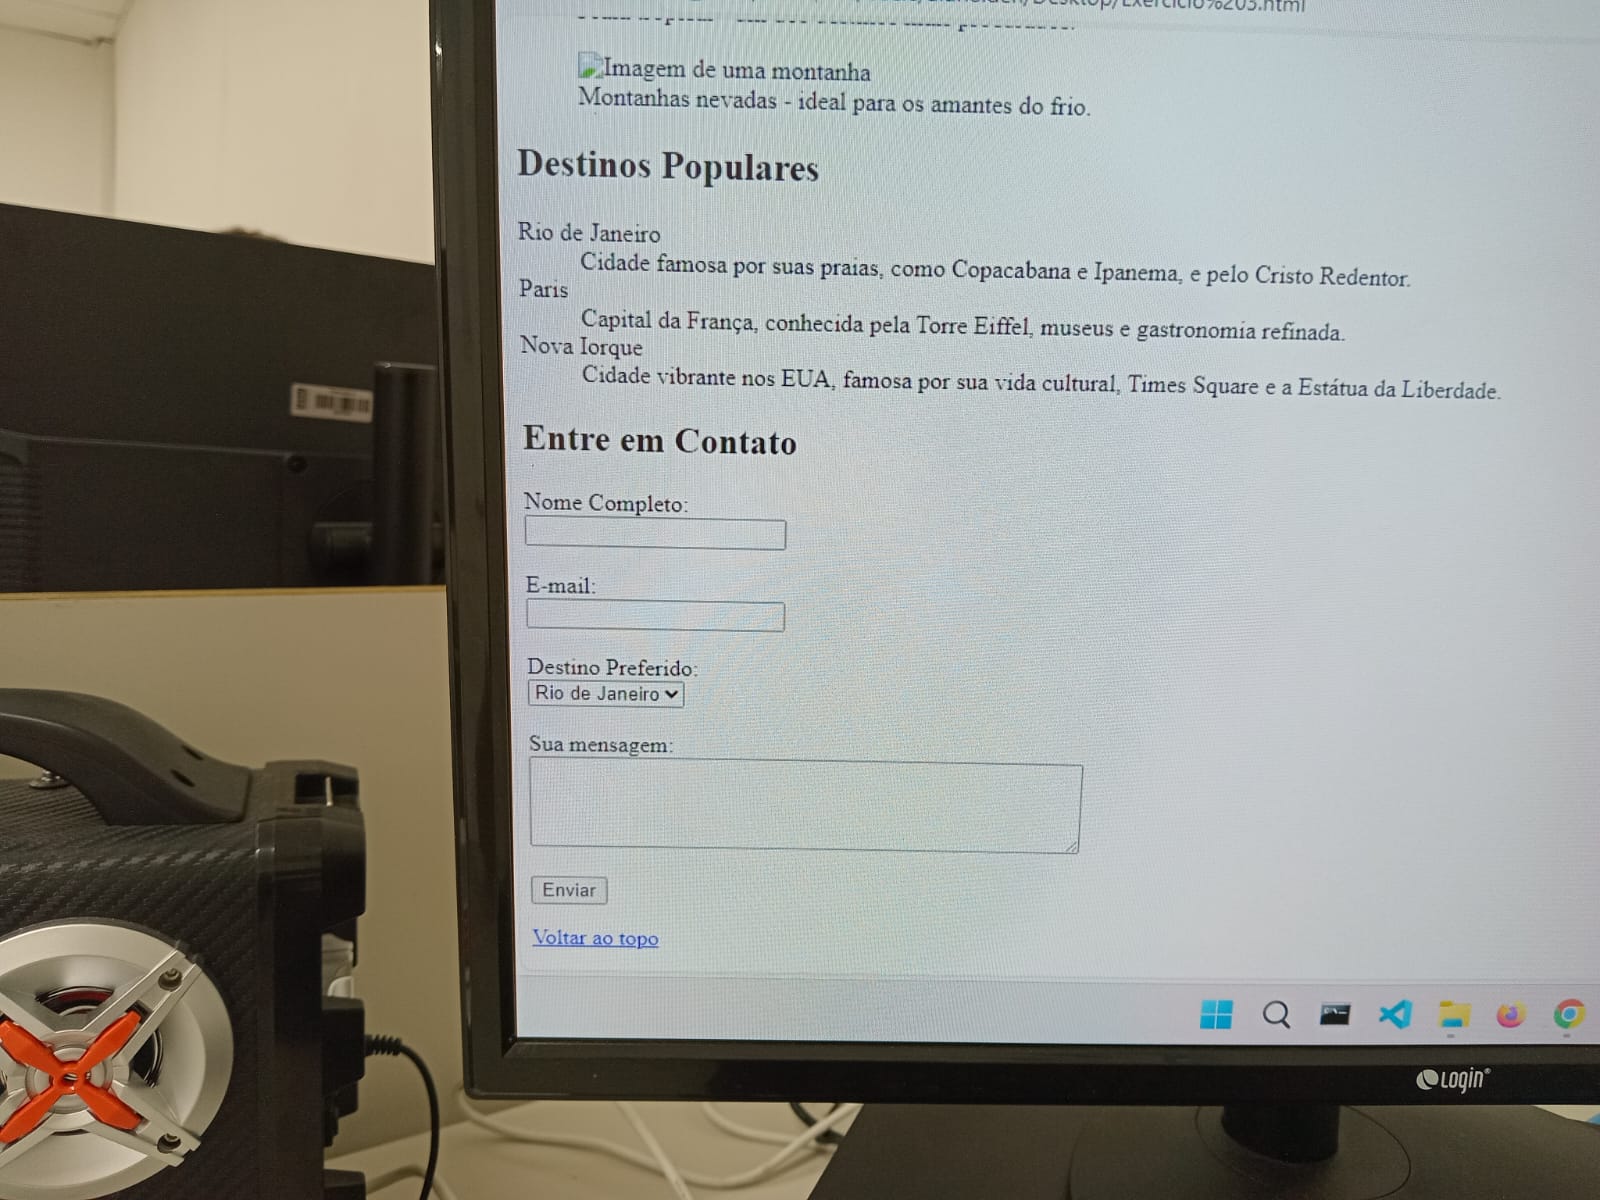 Desktop/Exercicio%203.html
Imagem de uma montanha
Montanhas nevadas - ideal para os amantes do frio.
Destinos Populares
Rio de Janeiro
Cidade famosa por suas praias, como Copacabana e Ipanema, e pelo Cristo Redentor.
Paris
Capital da França, conhecida pela Torre Eiffel, museus e gastronomia refinada.
Nova Iorque
Cidade vibrante nos EUA, famosa por sua vida cultural, Times Square e a Estátua da Liberdade.
Entre em Contato
Nome Completo:
E-mail:
Destino Preferido:
Rio de Janeiro
Sua mensagem:
Enviar
Voltar ao topo
Login